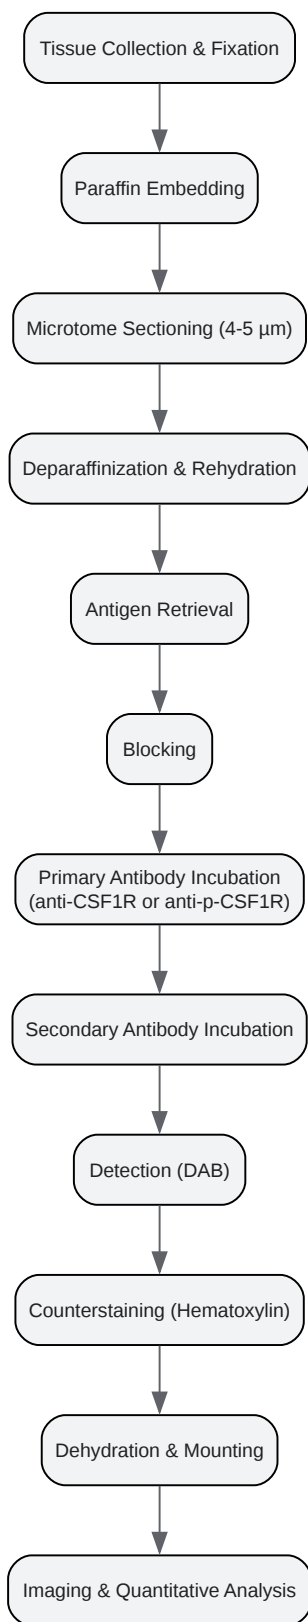 Tissue Collection & Fixation
Paraffin Embedding
Microtome Sectioning (4-5 µm)
Deparaffinization & Rehydration
Antigen Retrieval
Blocking
Primary Antibody Incubation
(anti-CSF1R or anti-p-CSF1R)
Secondary Antibody Incubation
Detection (DAB)
Counterstaining (Hematoxylin)
Dehydration & Mounting
Imaging & Quantitative Analysis